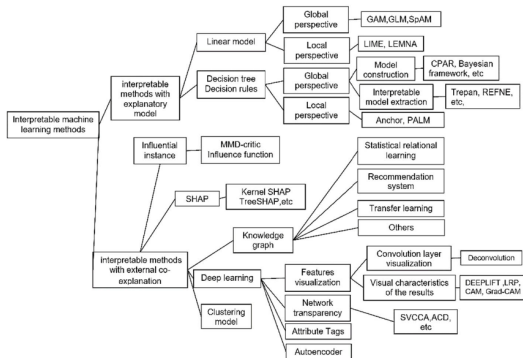 Global
perspective
GAM,GLM,SpAM
Linear model
Local
perspective
LIME, LEMNA
interpretable
methods with
explanatory
model
Decision tree
Decision rules
Global
perspective
Model
construction
CPAR, Bayesian
framework, etc
Interpretable
model extraction
Trepan, REFNE,
etc,
Local
perspective
Anchor, PALM
Interpretable machine
learning methods
Influential
instance
MMD-critic
Influence function
Statistical relational
learning
Recommendation
system
SHAP
Kernel SHAP
TreeSHAP,etc
Transfer learning
Knowledge
graph
Others
interpretable methods
with external co-
explanation
Deep learning
Features
visualization
Convolution layer
visualization
Deconvolution
Visual characteristics
of the results
DEEPLIFT ,LRP,
CAM, Grad-CAM
Clustering
model
Network
transparency
SVCCA,ACD,
etc
Attribute Tags
Autoencoder